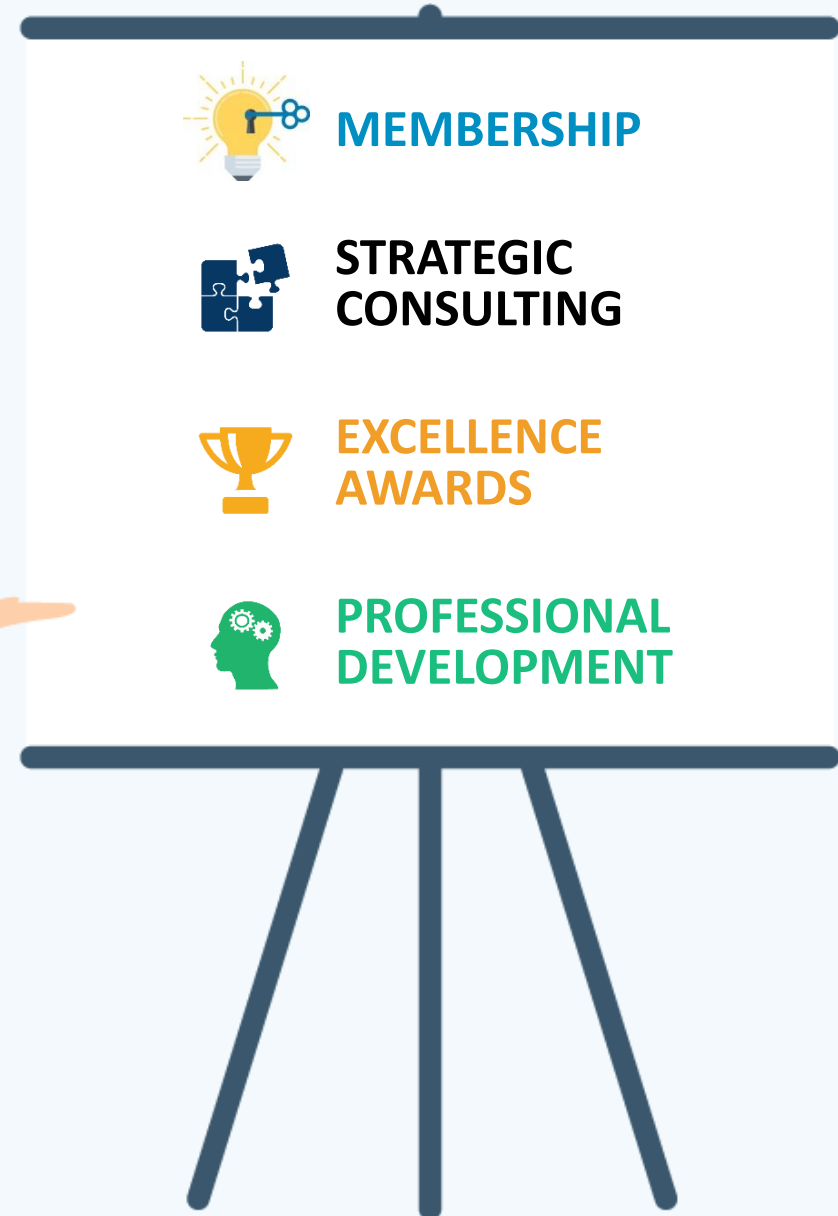 MEMBERSHIP
STRATEGIC
CONSULTING
EXCELLENCE
AWARDS
PROFESSIONAL
DEVELOPMENT